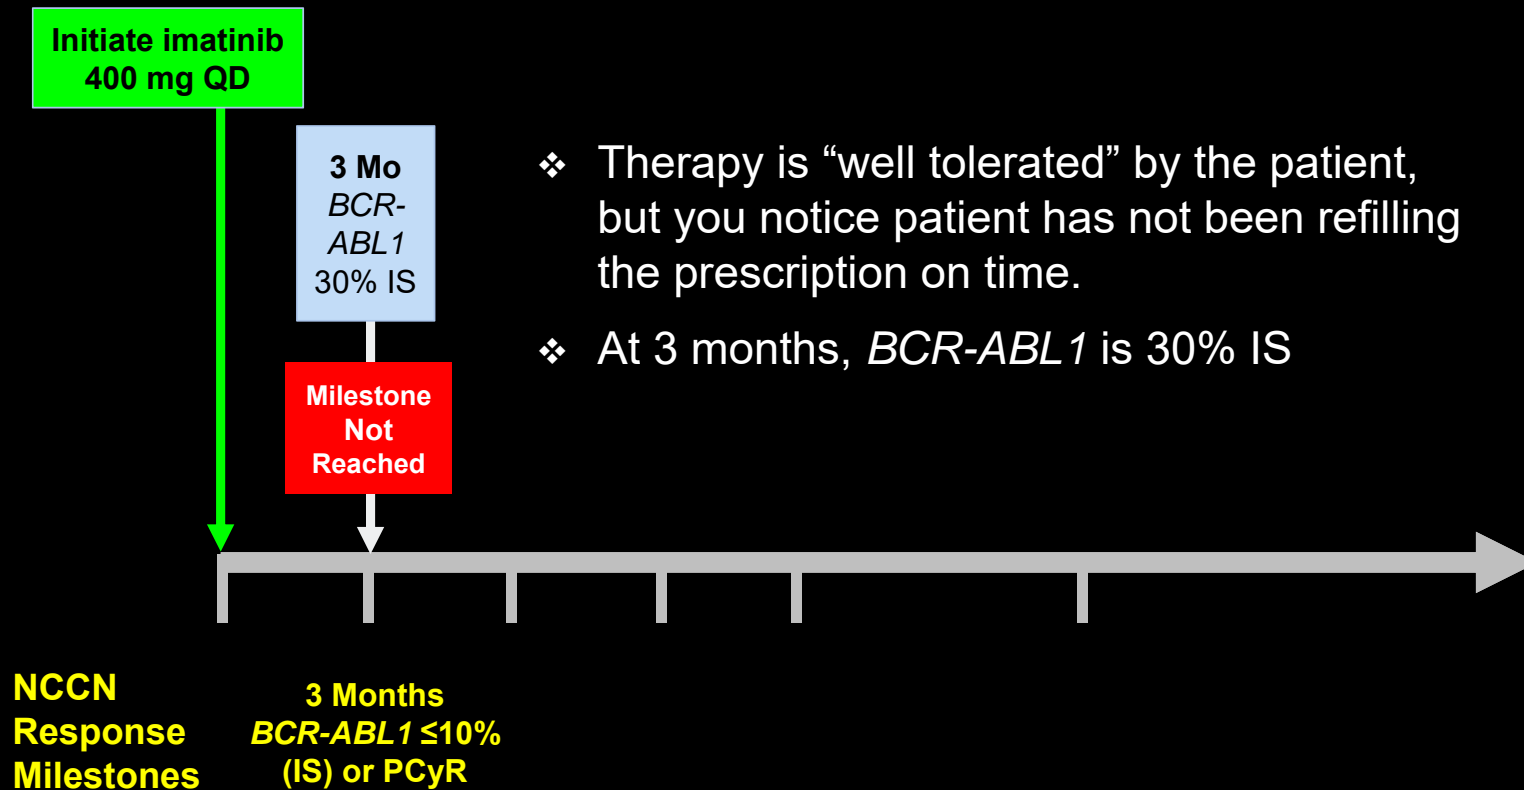 Initiate imatinib
400 mg QD
3 Mo
BCR-
ABL1
30% IS
Milestone
Not
Reached
❖ Therapy is “well tolerated” by the patient,
but you notice patient has not been refilling
the prescription on time.
❖ At 3 months, BCR-ABL1 is 30% IS
NCCN
Response
Milestones
3 Months
BCR-ABL1 ≤10%
(IS) or PCyR